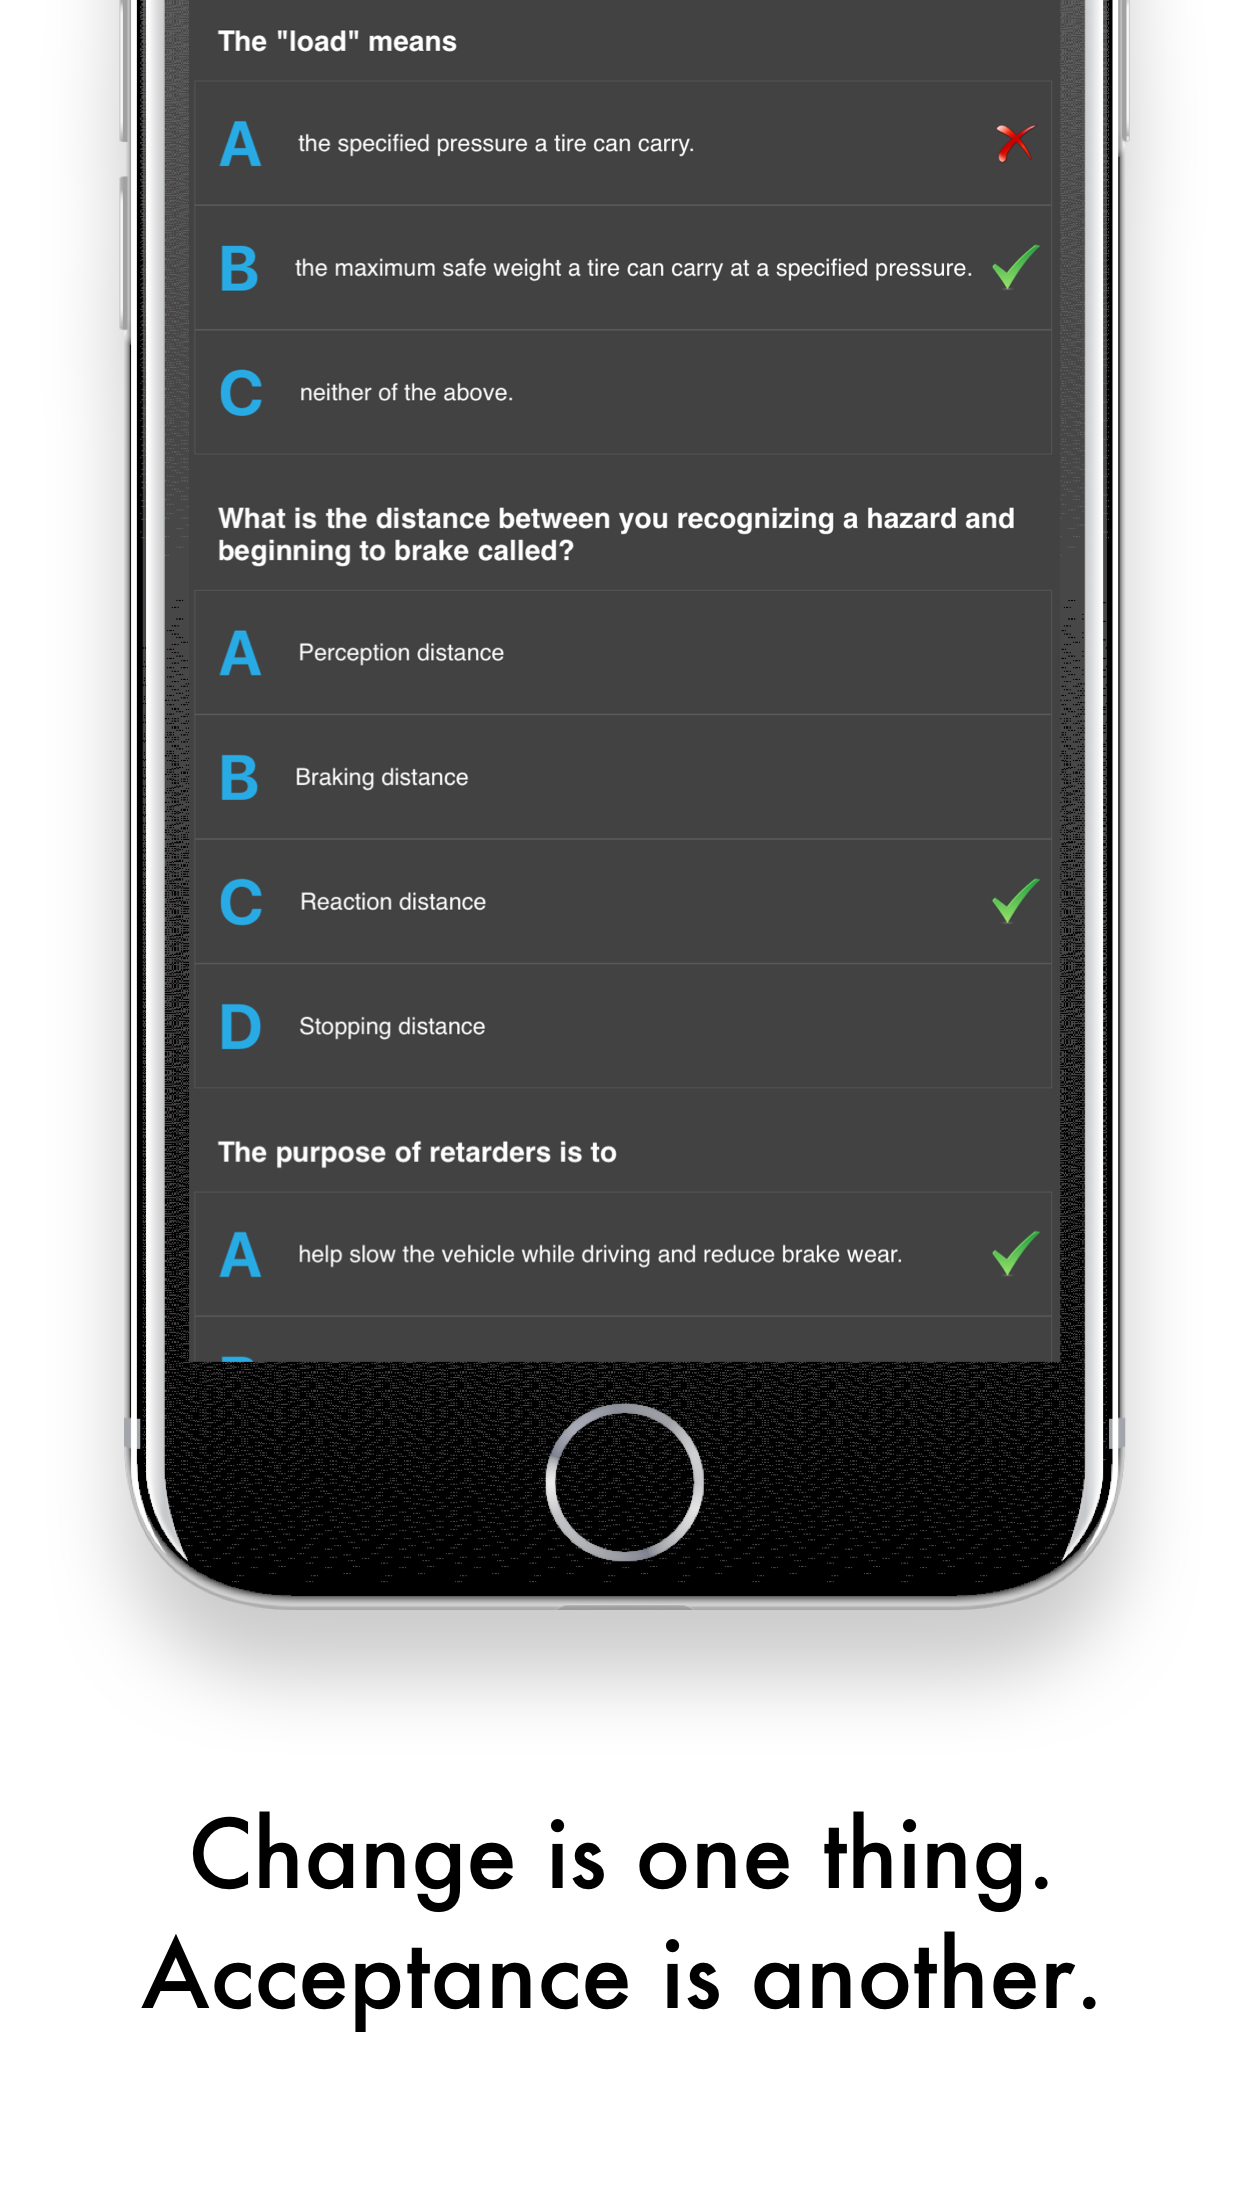 The "load" means
A the specified pressure a tire can carry.
B the maximum safe weight a tire can carry at a specified pressure.
C neither of the above.
What is the distance between you recognizing a hazard and
beginning to brake called?
A Perception distance
B Braking distance
C Reaction distance
D Stopping distance
The purpose of retarders is to
A help slow the vehicle while driving and reduce brake wear.
Change is one thing.
Acceptance is another.